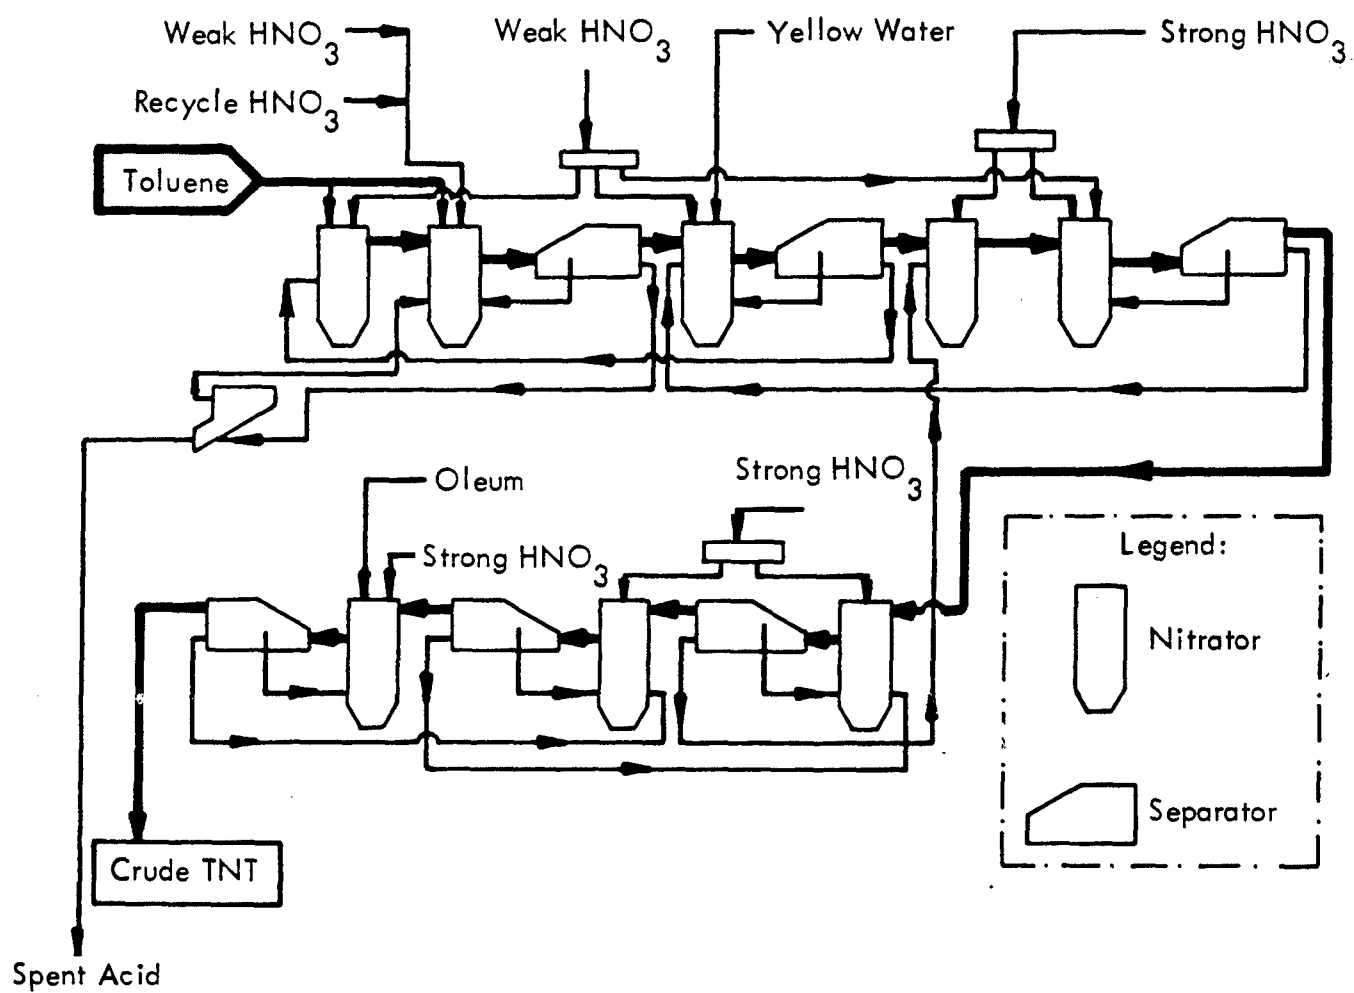 Weak HNO3
Weak HNO3
Yellow Water
Strong HNO3
Recycle HNO3
Toluene
Oleum
Strong HNO3
Strong HNO3
Legend:
Nitrator
Separator
Crude TNT
Spent Acid